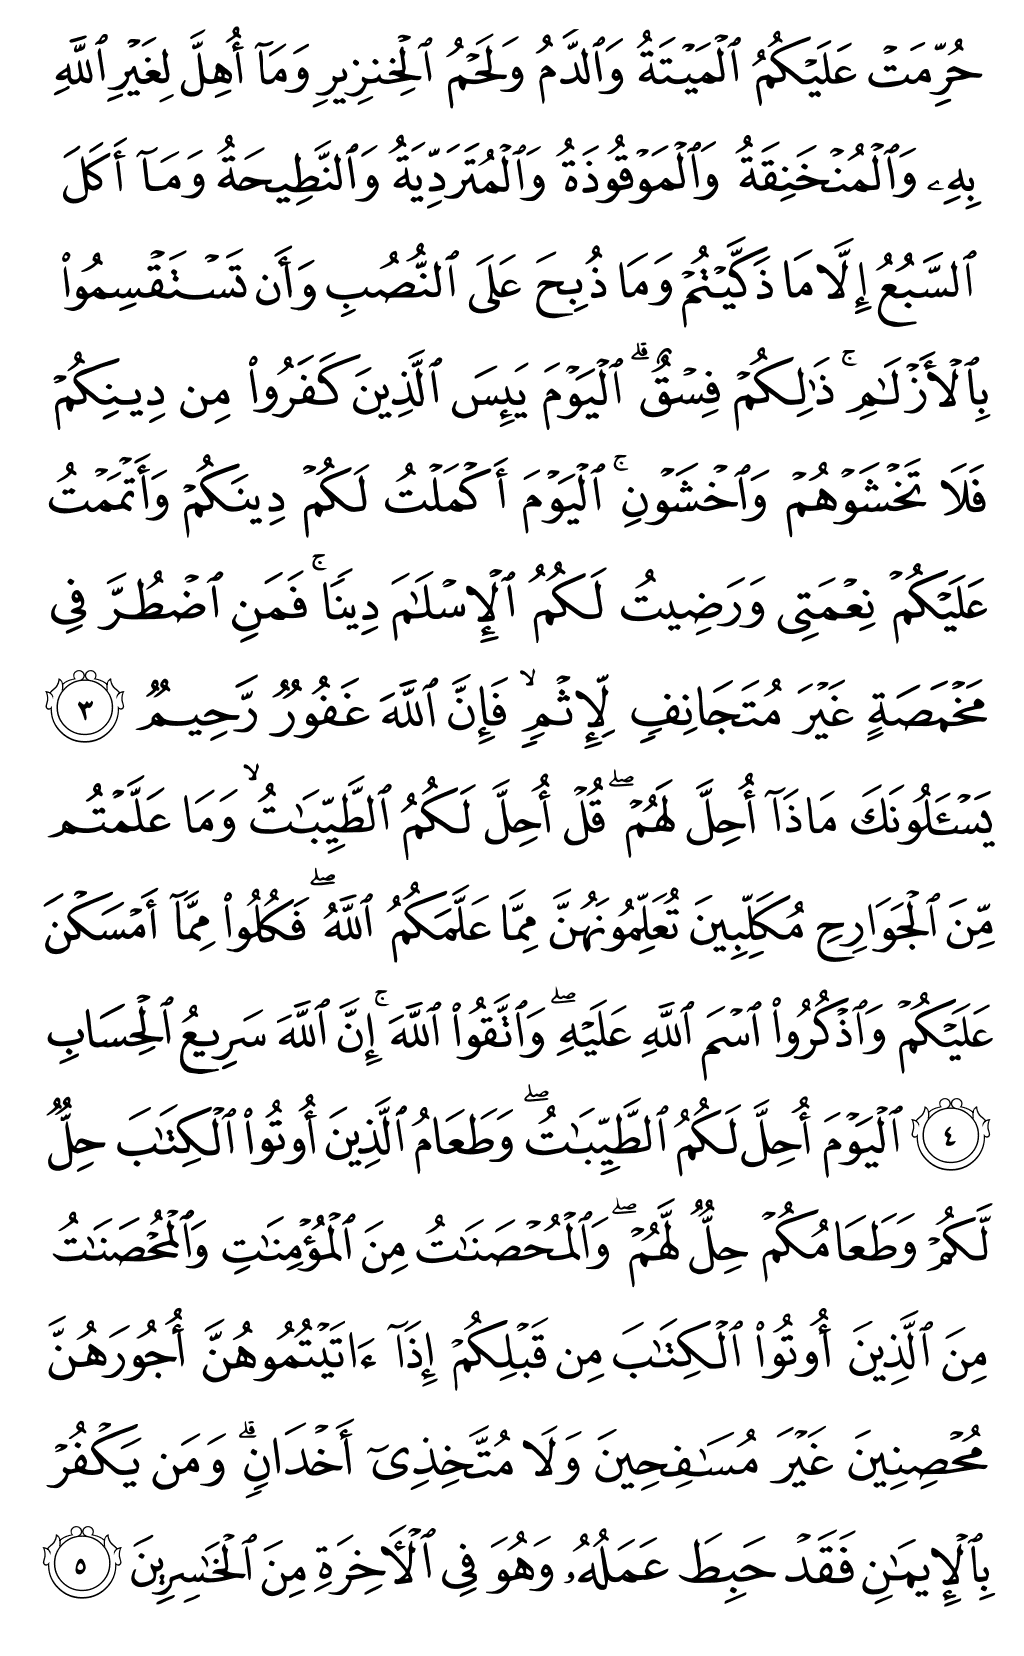 حُرِّمَتْ عَلَيْكُمُ ٱلْمَيْتَةُ وَٱلدَّمُ وَلَحْمُ ٱلْخِنزِيرِ وَمَآ أُهِلَّ لِغَيْرِ ٱللَّهِ
بِهِۦ وَٱلْمُنْخَنِقَةُ وَٱلْمَوْقُوذَةُ وَٱلْمُتَرَدِّيَةُ وَٱلنَّطِيحَةُ وَمَآ أَكَلَ
ٱلسَّبُعُ إِلَّا مَا ذَكَّيْتُمْ وَمَا ذُبِحَ عَلَى ٱلنُّصُبِ وَأَن تَسْتَقْسِمُوا۟
بِٱلْأَزْلَٰمِ ۚ ذَٰلِكُمْ فِسْقٌ ۗ ٱلْيَوْمَ يَئِسَ ٱلَّذِينَ كَفَرُوا۟ مِن دِينِكُمْ
فَلَا تَخْشَوْهُمْ وَٱخْشَوْنِ ۚ ٱلْيَوْمَ أَكْمَلْتُ لَكُمْ دِينَكُمْ وَأَتْمَمْتُ
عَلَيْكُمْ نِعْمَتِى وَرَضِيتُ لَكُمُ ٱلْإِسْلَٰمَ دِينًا ۚ فَمَنِ ٱضْطُرَّ فِى
مَخْمَصَةٍ غَيْرَ مُتَجَانِفٍ لِّإِثْمٍ ۙ فَإِنَّ ٱللَّهَ غَفُورٌ رَّحِيمٌ ٣
يَسْـَٔلُونَكَ مَاذَآ أُحِلَّ لَهُمْ ۖ قُلْ أُحِلَّ لَكُمُ ٱلطَّيِّبَٰتُ ۙ وَمَا عَلَّمْتُم
مِّنَ ٱلْجَوَارِحِ مُكَلِّبِينَ تُعَلِّمُونَهُنَّ مِمَّا عَلَّمَكُمُ ٱللَّهُ ۖ فَكُلُوا۟ مِمَّآ أَمْسَكْنَ
عَلَيْكُمْ وَٱذْكُرُوا۟ ٱسْمَ ٱللَّهِ عَلَيْهِ ۖ وَٱتَّقُوا۟ ٱللَّهَ ۚ إِنَّ ٱللَّهَ سَرِيعُ ٱلْحِسَابِ
٤ ٱلْيَوْمَ أُحِلَّ لَكُمُ ٱلطَّيِّبَٰتُ ۖ وَطَعَامُ ٱلَّذِينَ أُوتُوا۟ ٱلْكِتَٰبَ حِلٌّ
لَّكُمْ وَطَعَامُكُمْ حِلٌّ لَّهُمْ ۖ وَٱلْمُحْصَنَٰتُ مِنَ ٱلْمُؤْمِنَٰتِ وَٱلْمُحْصَنَٰتُ
مِنَ ٱلَّذِينَ أُوتُوا۟ ٱلْكِتَٰبَ مِن قَبْلِكُمْ إِذَآ ءَاتَيْتُمُوهُنَّ أُجُورَهُنَّ
مُحْصِنِينَ غَيْرَ مُسَٰفِحِينَ وَلَا مُتَّخِذِىٓ أَخْدَانٍ ۗ وَمَن يَكْفُرْ
بِٱلْإِيمَٰنِ فَقَدْ حَبِطَ عَمَلُهُۥ وَهُوَ فِى ٱلْـَٔاخِرَةِ مِنَ ٱلْخَٰسِرِينَ ٥